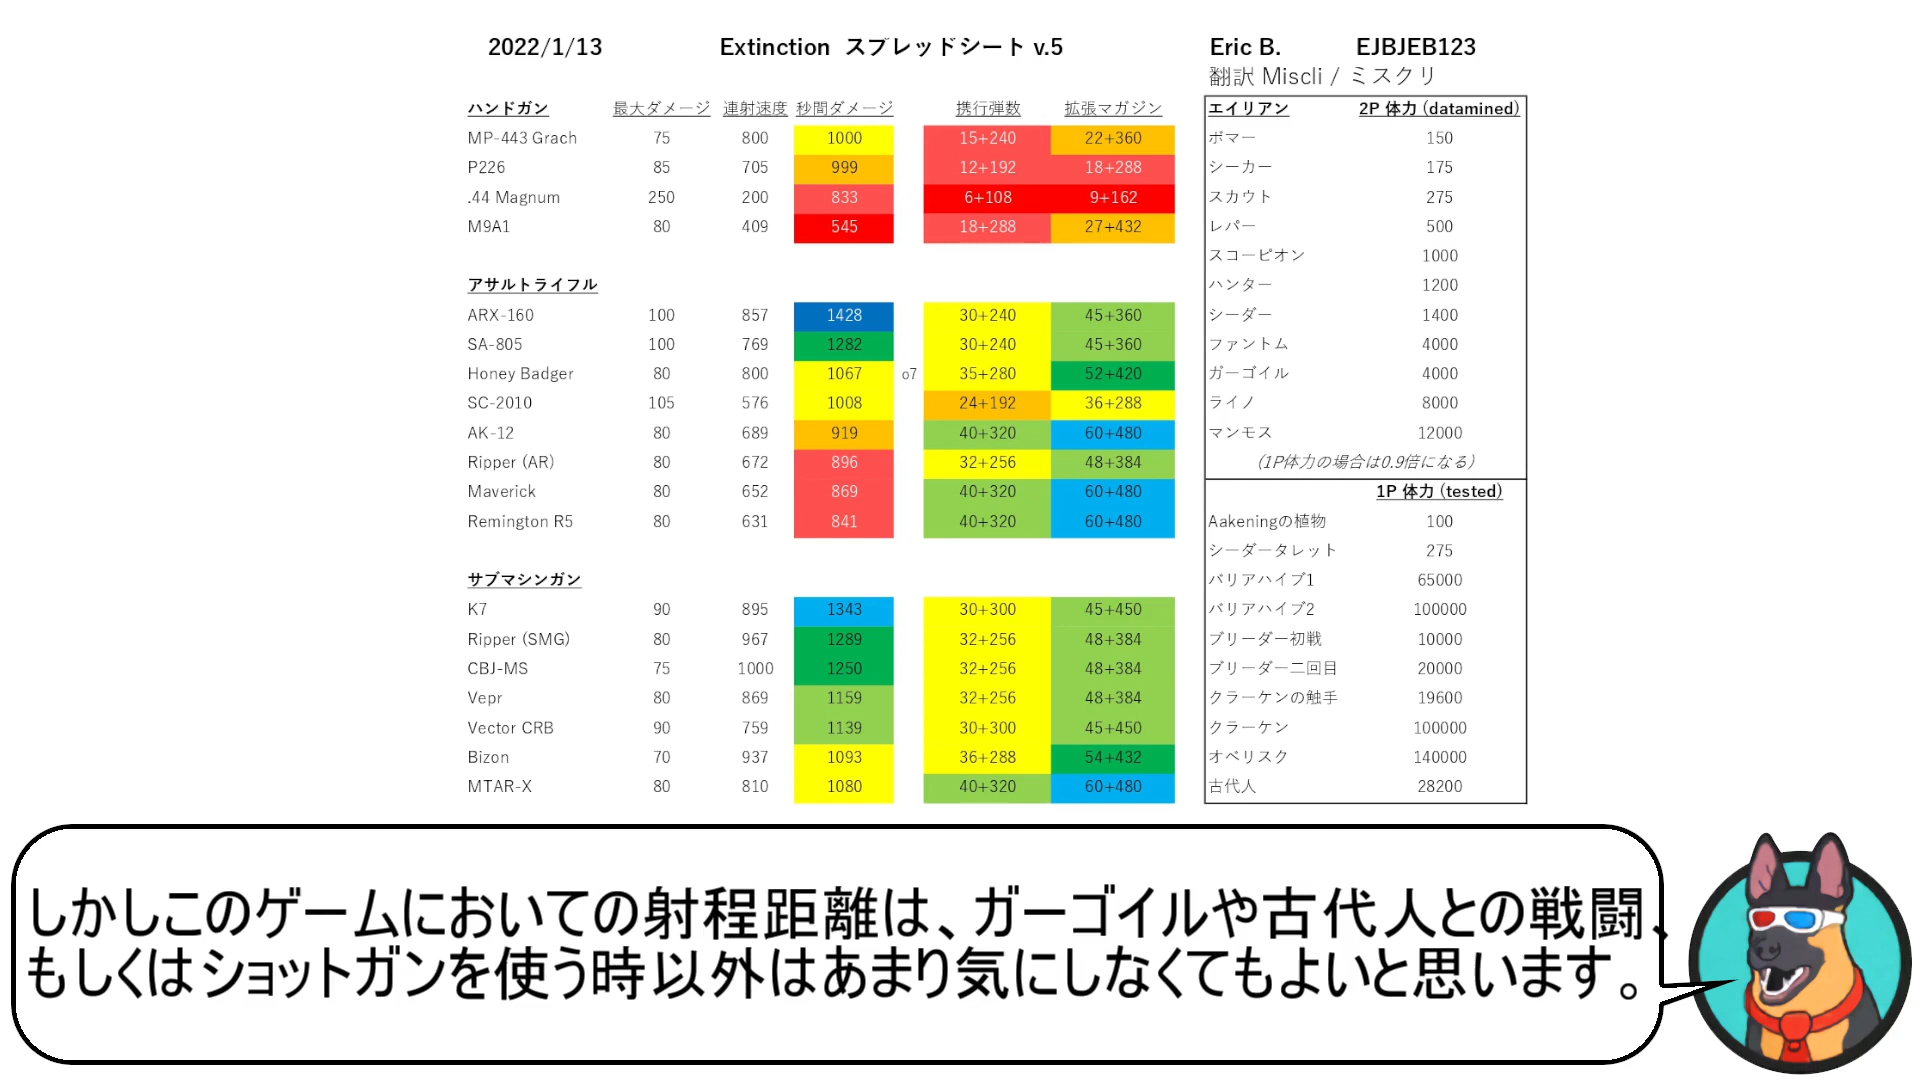 2022/1/13 Extinction スプレッドシート v.5 Eric B. EJBJEB123
翻訳 Miscli / ミスクリ
ハンドガン 最大ダメージ 連射速度 秒間ダメージ 携行弾数 拡張マガジン
MP-443 Grach 75 800 1000 15+240 22+360
P226 85 705 999 12+192 18+288
.44 Magnum 250 200 833 6+108 9+162
M9A1 80 409 545 18+288 27+432
アサルトライフル
ARX-160 100 857 1428 30+240 45+360
SA-805 100 769 1282 30+240 45+360
Honey Badger 80 800 1067 o7 35+280 52+420
SC-2010 105 576 1008 24+192 36+288
AK-12 80 689 919 40+320 60+480
Ripper (AR) 80 672 896 32+256 48+384
Maverick 80 652 869 40+320 60+480
Remington R5 80 631 841 40+320 60+480
サブマシンガン
K7 90 895 1343 30+300 45+450
Ripper (SMG) 80 967 1289 32+256 48+384
CBJ-MS 75 1000 1250 32+256 48+384
Vepr 80 869 1159 32+256 48+384
Vector CRB 90 759 1139 30+300 45+450
Bizon 70 937 1093 36+288 54+432
MTAR-X 80 810 1080 40+320 60+480
エイリアン 2P 体力 (datamined)
ボマー 150
シーカー 175
スカウト 275
レパー 500
スコーピオン 1000
ハンター 1200
シーダー 1400
ファントム 4000
ガーゴイル 4000
ライノ 8000
マンモス 12000
(1P体力の場合は0.9倍になる)
1P 体力 (tested)
Aakeningの植物 100
シーダータレット 275
バリアハイブ1 65000
バリアハイブ2 100000
ブリーダー初戦 10000
ブリーダー二回目 20000
クラーケンの触手 19600
クラーケン 100000
オベリスク 140000
古代人 28200
しかしこのゲームにおいての射程距離は、ガーゴイルや古代人との戦闘、
もしくはショットガンを使う時以外はあまり気にしなくてもよいと思います。